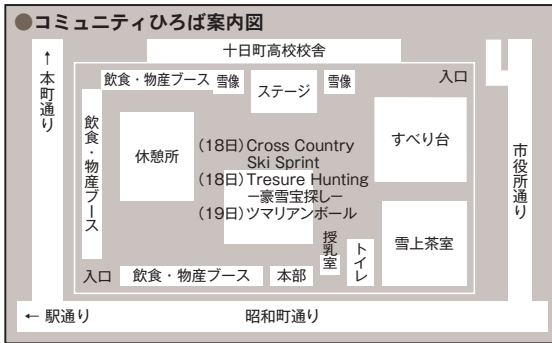 ●コミュニティひろば案内図
十日町高校校舎
↑本町通り
飲食・物産ブース
雪像
ステージ
雪像
入口
飲食・物産ブース
休憩所
(18日)Cross Country
Ski Sprint
(18日)Tresure Hunting
ー豪雪宝探しー
(19日)ツマリアンボール
すべり台
市役所通り
授乳室
トイレ
雪上茶室
入口
飲食・物産ブース
本部
← 駅通り
昭和町通り